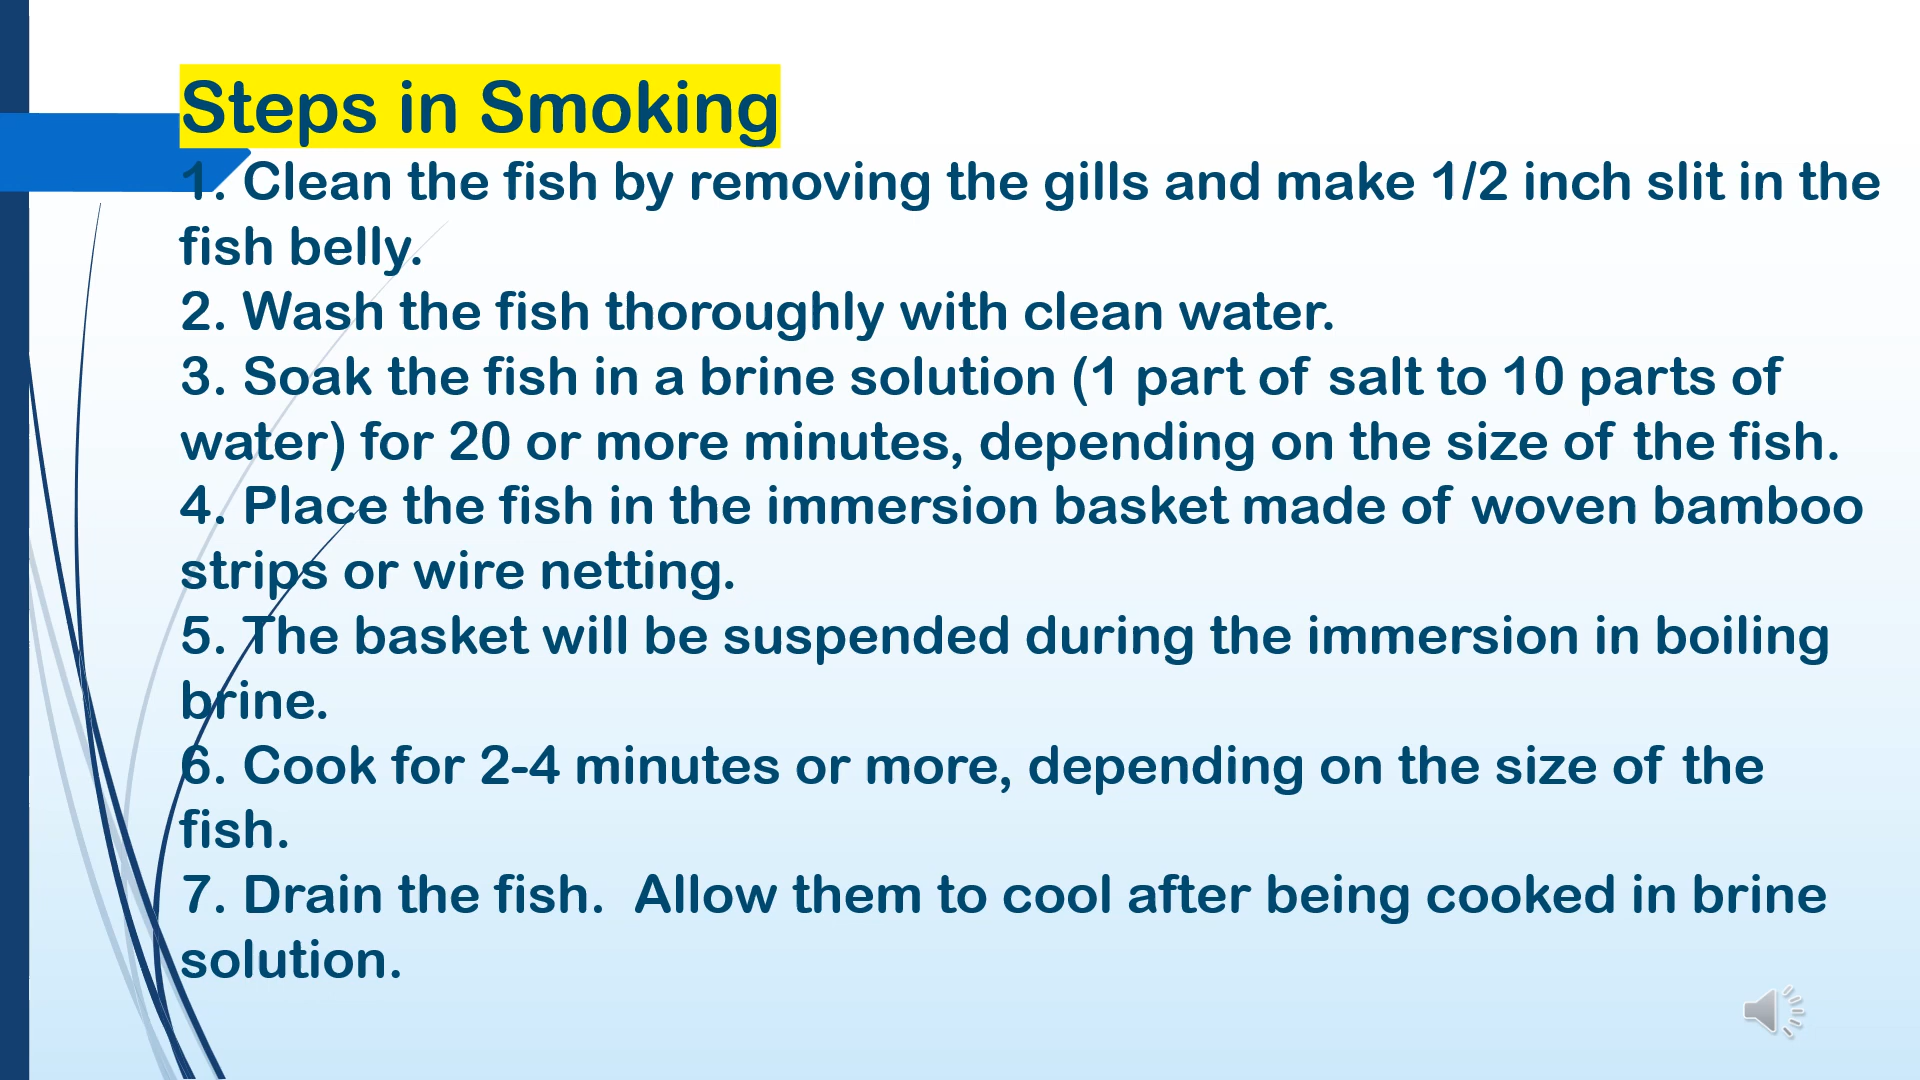 Steps in Smoking
1. Clean the fish by removing the gills and make 1/2 inch slit in the
fish belly.
2. Wash the fish thoroughly with clean water.
3. Soak the fish in a brine solution (1 part of salt to 10 parts of
water) for 20 or more minutes, depending on the size of the fish.
4. Place the fish in the immersion basket made of woven bamboo
strips or wire netting.
5. The basket will be suspended during the immersion in boiling
brine.
6. Cook for 2-4 minutes or more, depending on the size of the
fish.
7. Drain the fish.  Allow them to cool after being cooked in brine
solution.